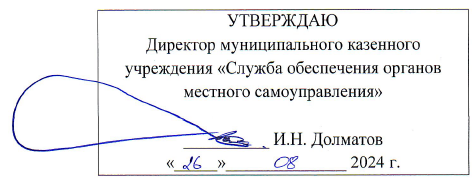 УТВЕРЖДАЮ
Директор муниципального казенного
учреждения «Служба обеспечения органов
местного самоуправления»
И.Н. Долматов
«26» 08 2024 г.